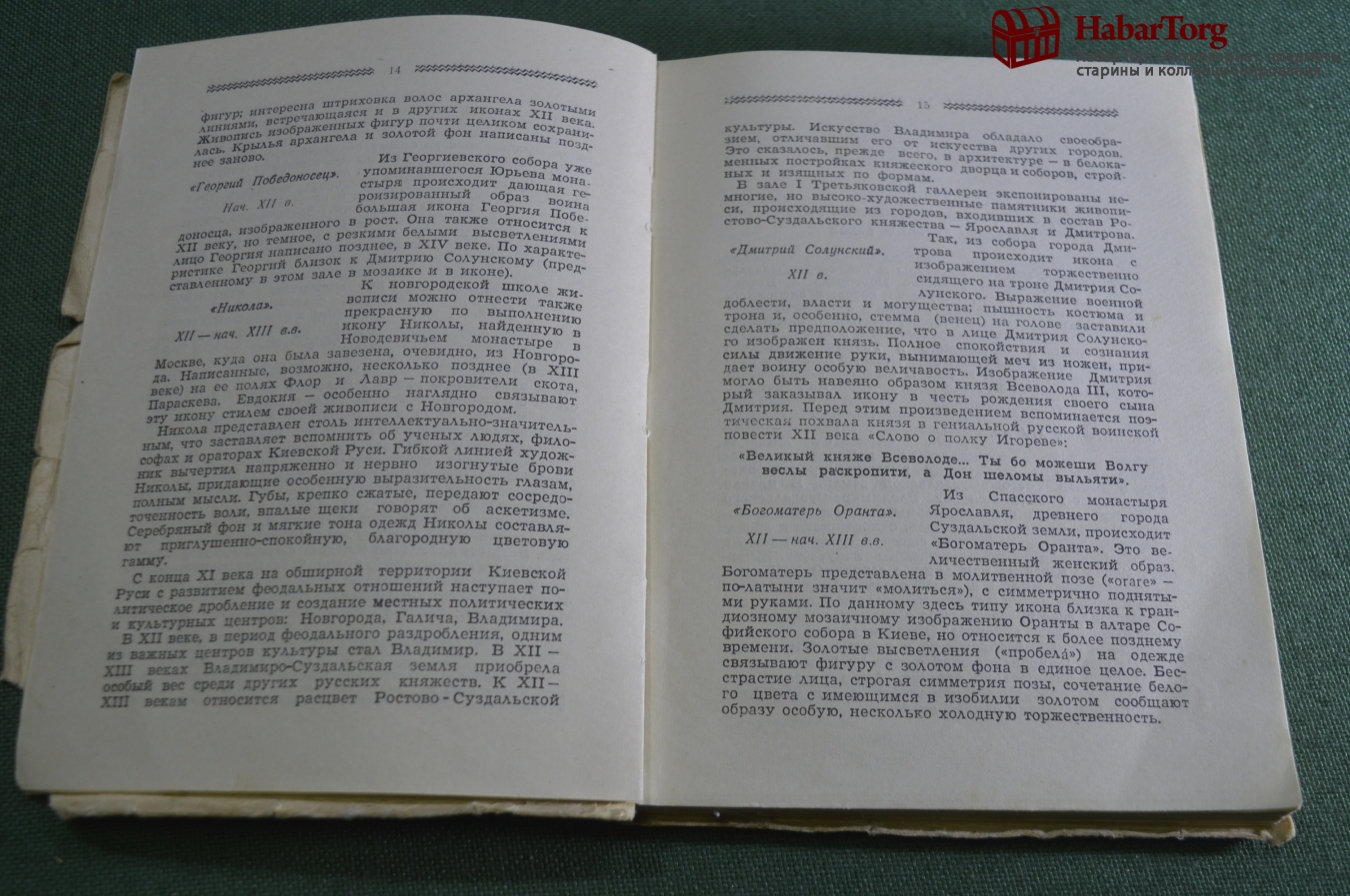 HabarTorg
старины и колл
14
фигур; интересна штриховка волос архангела золотыми
линиями, встречающаяся и в других иконах XII века.
Живопись изображенных фигур почти целиком сохрани-
лась. Крылья архангела и золотой фон написаны позд-
нее заново.
«Георгий Победоносец».
Нач. XII в.
Из Георгиевского собора уже
упоминавшегося Юрьева мона-
стыря происходит дающая ге-
роизированный образ воина
большая икона Георгия Побе-
доносца, изображенного в рост. Она также относится к
XII веку, но темное, с резкими белыми высветлениями
лицо Георгия написано позднее, в XIV веке. По характе-
ристике Георгий близок к Дмитрию Солунскому (пред-
ставленному в этом зале в мозаике и в иконе).
«Никола».
XII — нач. XIII в.в.
К новгородской школе жи-
вописи можно отнести также
прекрасную по выполнению
икону Николы, найденную в
Новодевичьем монастыре в
Москве, куда она была завезена, очевидно, из Новгоро-
да. Написанные, возможно, несколько позднее (в XIII
веке) на ее полях Флор и Лавр — покровители скота,
Параскева. Евдокия — особенно наглядно связывают
эту икону стилем своей живописи с Новгородом.
Никола представлен столь интеллектуально-значитель-
ным, что заставляет вспомнить об ученых людях, фило-
софах и ораторах Киевской Руси. Гибкой линией худож-
ник вычертил напряженно и нервно изогнутые брови
Николы, придающие особенную выразительность глазам,
полным мысли. Губы, крепко сжатые, передают сосредо-
точенность воли, впалые щеки говорят об аскетизме.
Серебряный фон и мягкие тона одежд Николы составля-
ют приглушенно-спокойную, благородную цветовую
гамму.
С конца XI века на обширной территории Киевской
Руси с развитием феодальных отношений наступает по-
литическое дробление и создание местных политических
и культурных центров: Новгорода, Галича, Владимира.
В XII веке, в период феодального раздробления, одним
из важных центров культуры стал Владимир. В XII —
XIII веках Владимиро-Суздальская земля приобрела
особый вес среди других русских княжеств. К XII—
XIII векам относится расцвет Ростово-Суздальской
15
культуры. Искусство Владимира обладало своеобра-
зием, отличавшим его от искусства других городов.
Это сказалось, прежде всего, в архитектуре — в белока-
менных постройках княжеского дворца и соборов, строй-
ных и изящных по формам.
В зале I Третьяковской галлереи экспонированы не-
многие, но высоко-художественные памятники живопи-
си, происходящие из городов, входивших в состав Ро-
стово-Суздальского княжества — Ярославля и Дмитрова.
«Дмитрий Солунский».
XII в.
Так, из собора города Дми-
трова происходит икона с
изображением торжественно
сидящего на троне Дмитрия Со-
лунского. Выражение военной
доблести, власти и могущества; пышность костюма и
трона и, особенно, стемма (венец) на голове заставили
сделать предположение, что в лице Дмитрия Солунско-
го изображен князь. Полное спокойствия и сознания
силы движение руки, вынимающей меч из ножен, при-
дает воину особую величавость. Изображение Дмитрия
могло быть навеяно образом князя Всеволода III, кото-
рый заказывал икону в честь рождения своего сына
Дмитрия. Перед этим произведением вспоминается поэ-
тическая похвала князя в гениальной русской воинской
повести XII века «Слово о полку Игореве»:
«Великый княже Всеволоде... Ты бо можеши Волгу
веслы раскропити, а Дон шеломы выльяти».
«Богоматерь Оранта».
XII — нач. XIII в.в.
Из Спасского монастыря
Ярославля, древнего города
Суздальской земли, происходит
«Богоматерь Оранта». Это ве-
личественный женский образ.
Богоматерь представлена в молитвенной позе («orare» —
по-латыни значит «молиться»), с симметрично поднятыс
ми руками. По данному здесь типу икона близка к гран-
диозному мозаичному изображению Оранты в алтаре Со-
фийского собора в Киеве, но относится к более позднему
времени. Золотые высветления («пробела́») на одежде
связывают фигуру с золотом фона в единое целое. Бес-
страстие лица, строгая симметрия позы, сочетание бело-
го цвета с имеющимся в изобилии золотом сообщают
образу особую, несколько холодную торжественность.